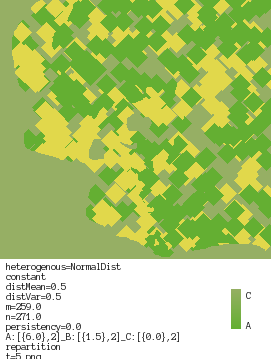 heterogenous=NormalDist
constant
distMean=0.5
distVar=0.5
m=259.0
n=271.0
persistency=0.0
A:[{6.0},2]_B:[{1.5},2]_C:[{0.0},2]
repartition
t=5.png
C
A